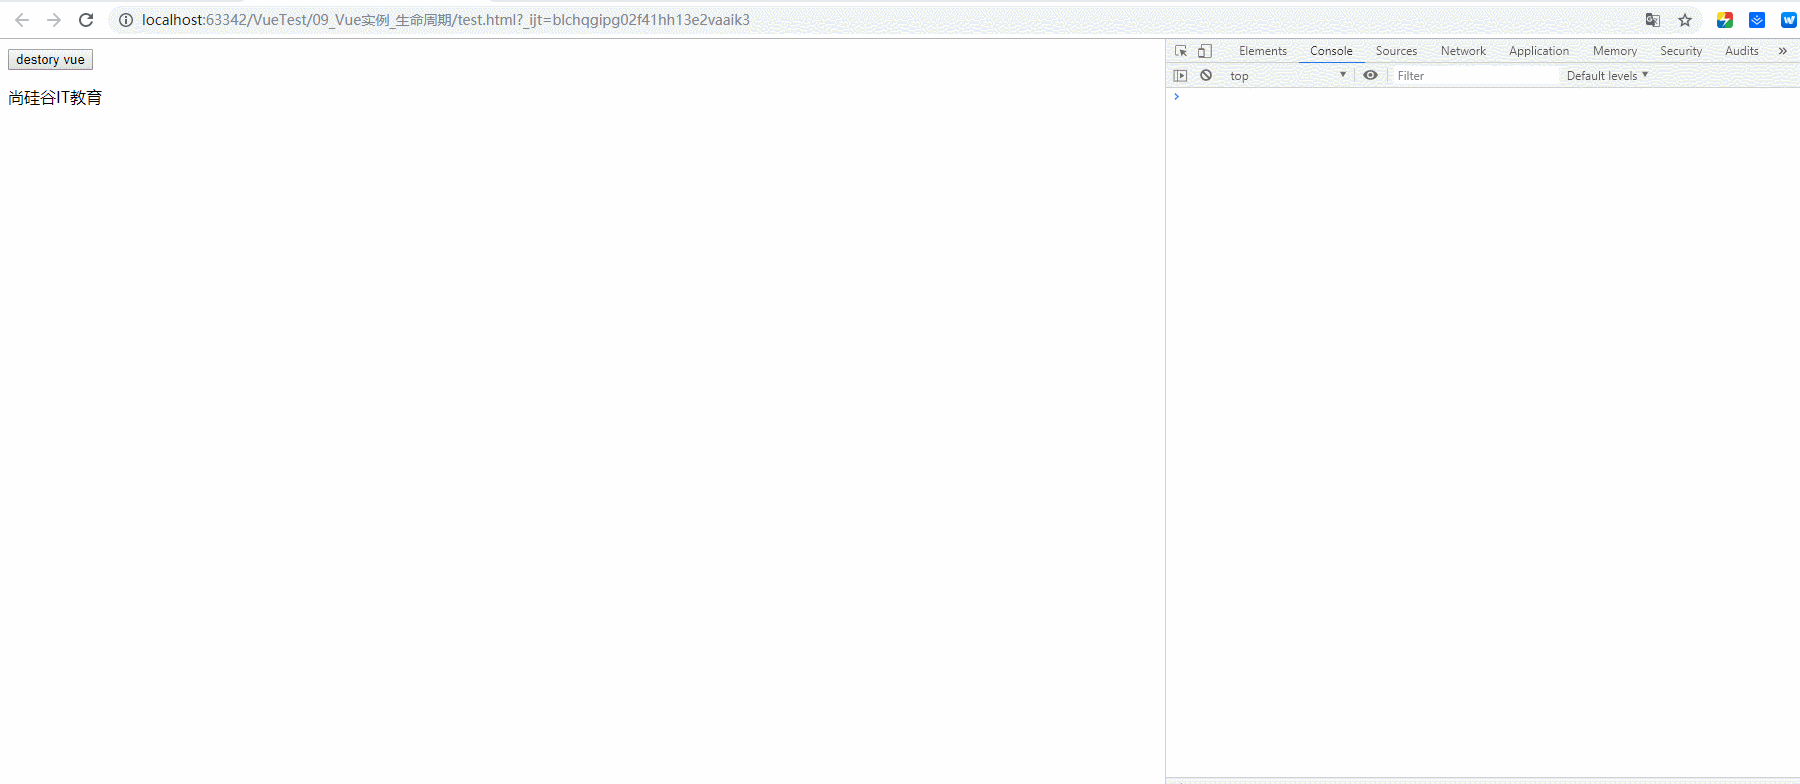 localhost:63342/VueTest/09_Vue实例_生命周期/test.html?_ijt=blchqgipg02f41hh13e2vaaik3
destory vue
尚硅谷IT教育
Elements Console Sources Network Application Memory Security Audits »
top Filter Default levels